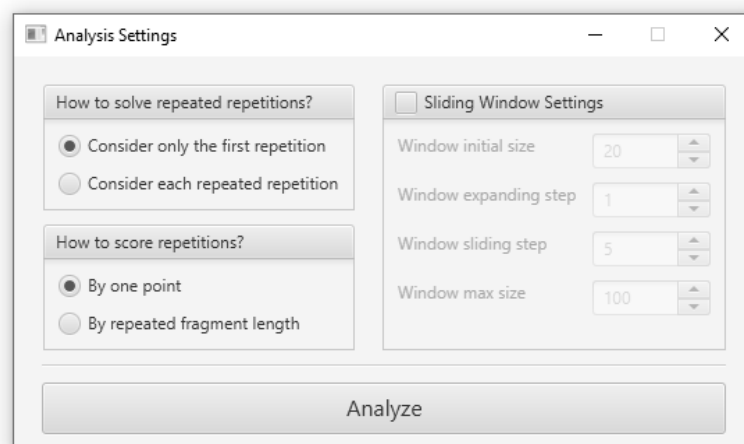 Analysis Settings
How to solve repeated repetitions?
Consider only the first repetition
Consider each repeated repetition
How to score repetitions?
By one point
By repeated fragment length
Sliding Window Settings
Window initial size 20
Window expanding step 1
Window sliding step 5
Window max size 100
Analyze